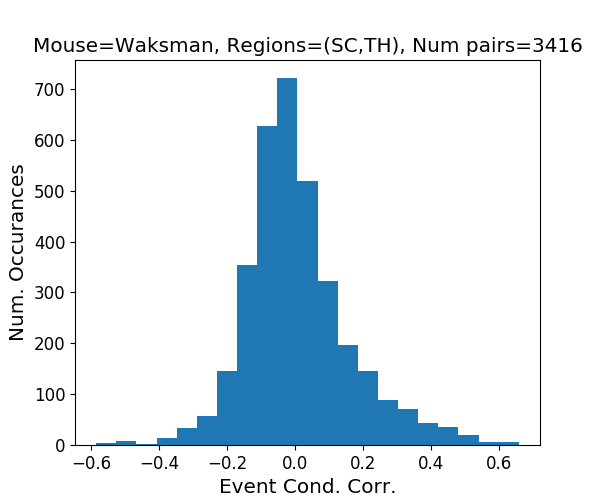 Mouse=Waksman, Regions=(SC,TH), Num pairs=3416
700
600
500
400
300
200
100
0
Num. Occurances
−0.6 −0.4 −0.2 0.0 0.2 0.4 0.6
Event Cond. Corr.